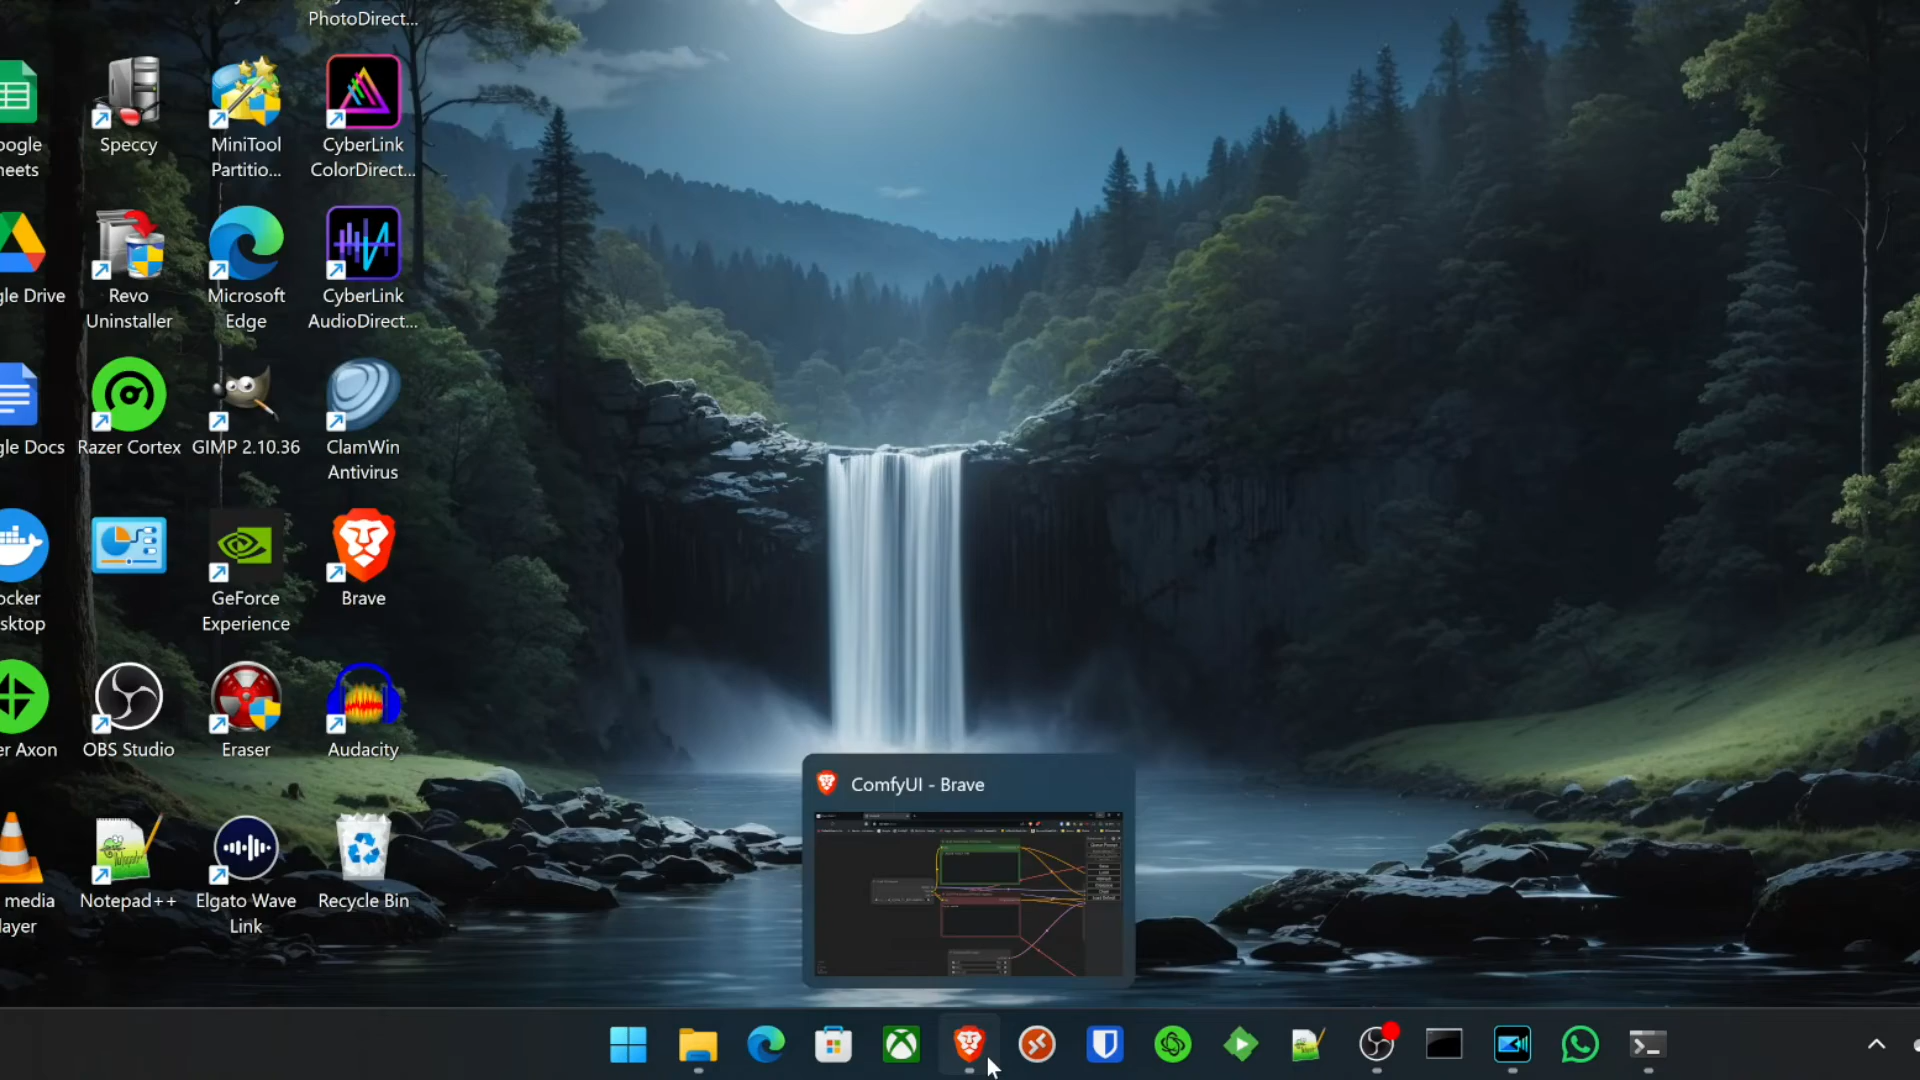 PhotoDirect...
Speccy
MiniTool
Partitio...
CyberLink
ColorDirect...
oogle
heets
gle Drive
Revo
Uninstaller
Microsoft
Edge
CyberLink
AudioDirect...
gle Docs
Razer Cortex
GIMP 2.10.36
ClamWin
Antivirus
ocker
sktop
GeForce
Experience
Brave
er Axon
OBS Studio
Eraser
Audacity
media
layer
Notepad++
Elgato Wave
Link
Recycle Bin
ComfyUI - Brave